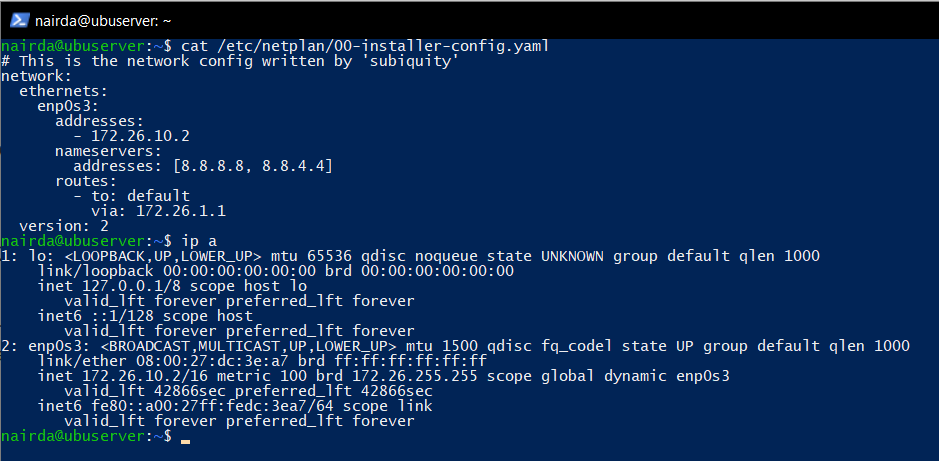 nairda@ubuserver: ~
nairda@ubuserver:~$ cat /etc/netplan/00-installer-config.yaml
# This is the network config written by 'subiquity'
network:
  ethernets:
    enp0s3:
      addresses:
        - 172.26.10.2
      nameservers:
        addresses: [8.8.8.8, 8.8.4.4]
      routes:
        - to: default
          via: 172.26.1.1
  version: 2
nairda@ubuserver:~$ ip a
1: lo: <LOOPBACK,UP,LOWER_UP> mtu 65536 qdisc noqueue state UNKNOWN group default qlen 1000
    link/loopback 00:00:00:00:00:00 brd 00:00:00:00:00:00
    inet 127.0.0.1/8 scope host lo
       valid_lft forever preferred_lft forever
    inet6 ::1/128 scope host
       valid_lft forever preferred_lft forever
2: enp0s3: <BROADCAST,MULTICAST,UP,LOWER_UP> mtu 1500 qdisc fq_codel state UP group default qlen 1000
    link/ether 08:00:27:dc:3e:a7 brd ff:ff:ff:ff:ff:ff
    inet 172.26.10.2/16 metric 100 brd 172.26.255.255 scope global dynamic enp0s3
       valid_lft 42866sec preferred_lft 42866sec
    inet6 fe80::a00:27ff:fedc:3ea7/64 scope link
       valid_lft forever preferred_lft forever
nairda@ubuserver:~$